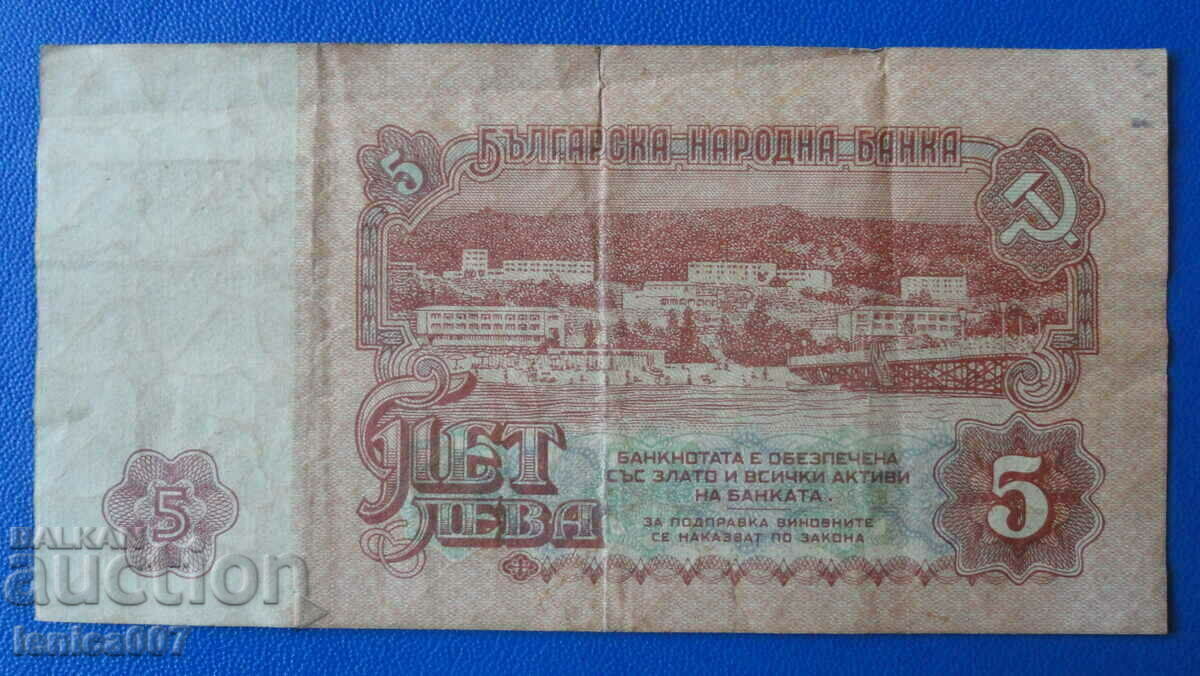 БЪЛГАРСКА НАРОДНА БАНКА
5
ПЕТ
ЛЕВА
БАНКНОТАТА Е ОБЕЗПЕЧЕНА
СЪС ЗЛАТО И ВСИЧКИ АКТИВИ
НА БАНКАТА.
ЗА ПОДПРАВКА ВИНОВНИТЕ
СЕ НАКАЗВАТ ПО ЗАКОНА
5
5
BALKAN
auction
lenica007